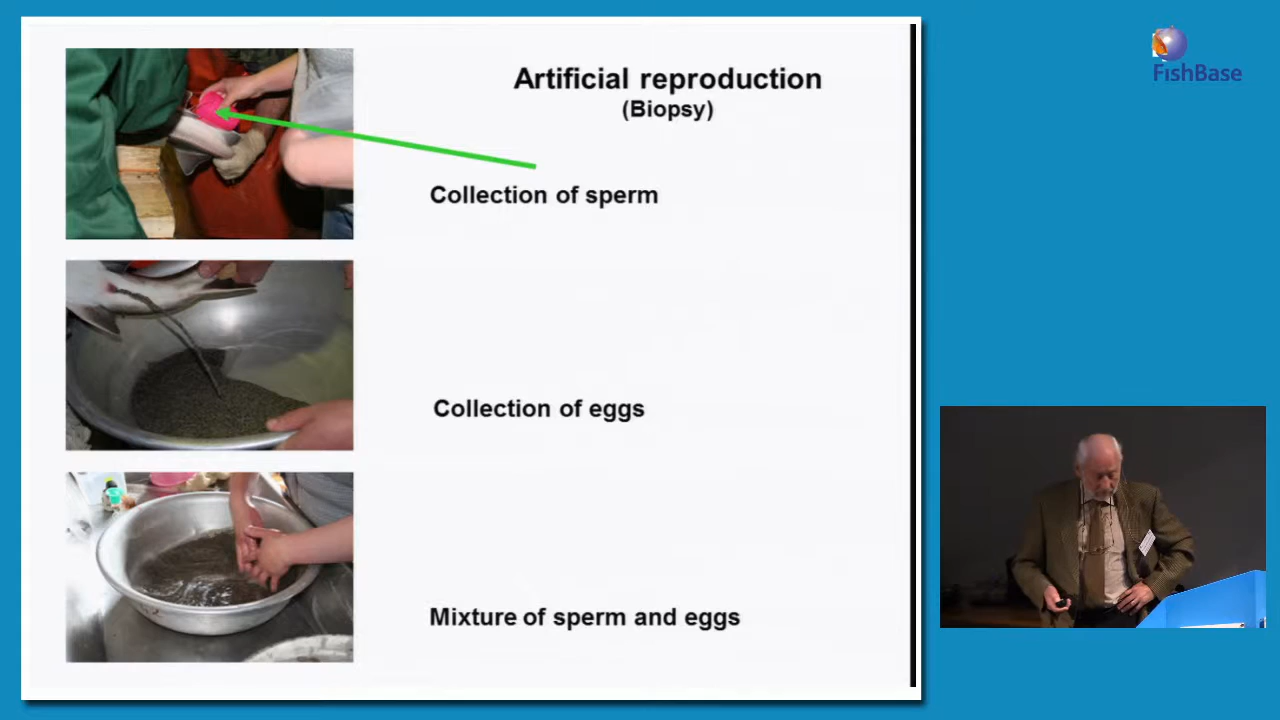 FishBase
Artificial reproduction
(Biopsy)
Collection of sperm
Collection of eggs
Mixture of sperm and eggs